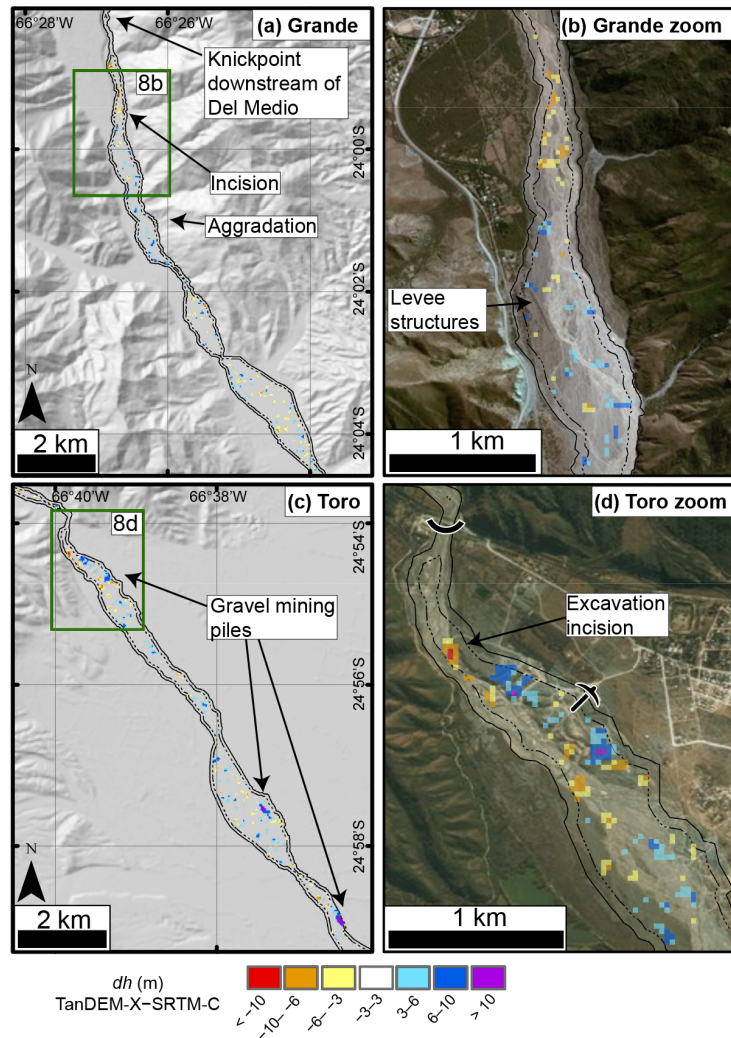 66°28'W
66°26'W
(a) Grande
Knickpoint
downstream of
Del Medio
8b
24°00'S
Incision
Aggradation
24°02'S
N
24°04'S
2 km
(b) Grande zoom
Levee
structures
1 km
66°40'W
66°38'W
(c) Toro
8d
24°54'S
Gravel mining
piles
24°56'S
24°58'S
N
2 km
(d) Toro zoom
Excavation
incision
1 km
dh (m)
TanDEM-X−SRTM-C
< −10
−10– −6
−6– −3
−3–3
3-6
6–10
> 10